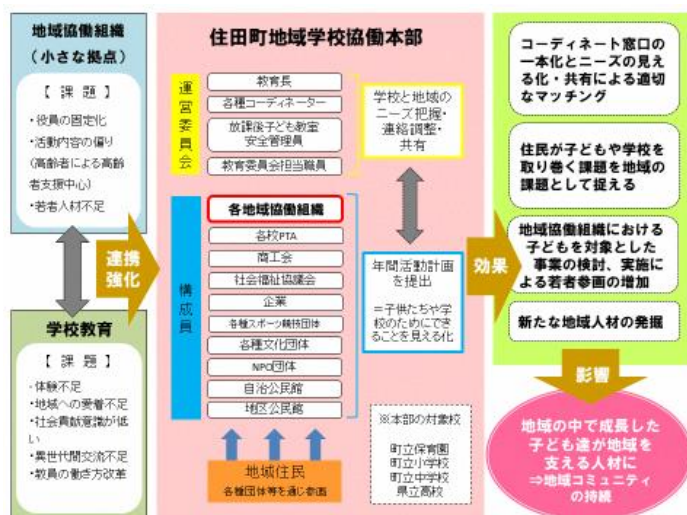 地域協働組織
（小さな拠点）
【 課 題 】
・役員の固定化
・活動内容の偏り
(高齢者による高齢
者支援中心)
・若者人材不足
学校教育
【 課 題 】
・体験不足
・地域への愛着不足
・社会貢献意識が低
い
・異世代間交流不足
・教員の働き方改革
連携
強化
住田町地域学校協働本部
運営委員会
教育長
各種コーディネーター
放課後子ども教室
安全管理員
教育委員会担当職員
学校と地域の
ニーズ把握・
連絡調整・
共有
構成員
各地域協働組織
各校PTA
商工会
社会福祉協議会
企業
各種スポーツ競技団体
各種文化団体
NPO団体
自治公民館
地区公民館
年間活動計画
を提出
＝子供たちや学
校のためにでき
ることを見える化
地域住民
各種団体等を通じ参画
※本部の対象校
町立保育園
町立小学校
町立中学校
県立高校
効果
コーディネート窓口の
一本化とニーズの見え
る化・共有による適切
なマッチング
住民が子どもや学校を
取り巻く課題を地域の
課題として捉える
地域協働組織における
子どもを対象とした
事業の検討、実施に
よる若者参画の増加
新たな地域人材の発掘
影響
地域の中で成長した
子ども達が地域を
支える人材に
⇒地域コミュニティ
の持続